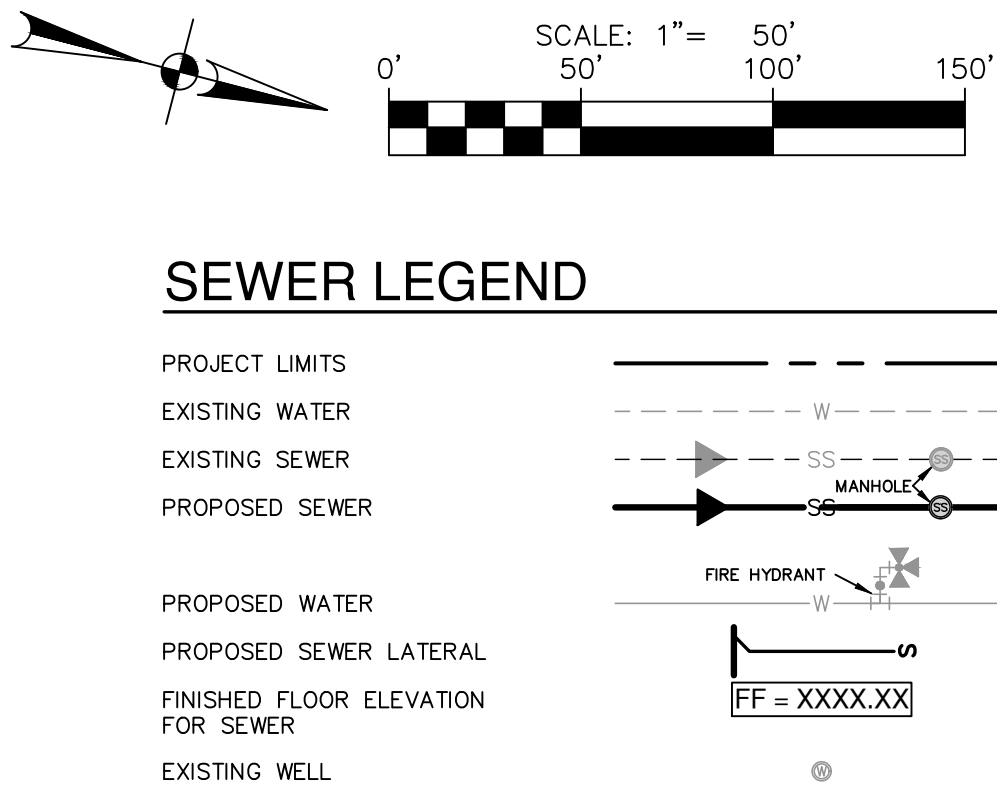 SCALE: 1"= 50'
0' 50' 100' 150'
SEWER LEGEND
PROJECT LIMITS
EXISTING WATER W
EXISTING SEWER SS SS
MANHOLE
PROPOSED SEWER SS SS
FIRE HYDRANT
PROPOSED WATER W
PROPOSED SEWER LATERAL S
FINISHED FLOOR ELEVATION
FOR SEWER
FF = XXXX.XX
EXISTING WELL W